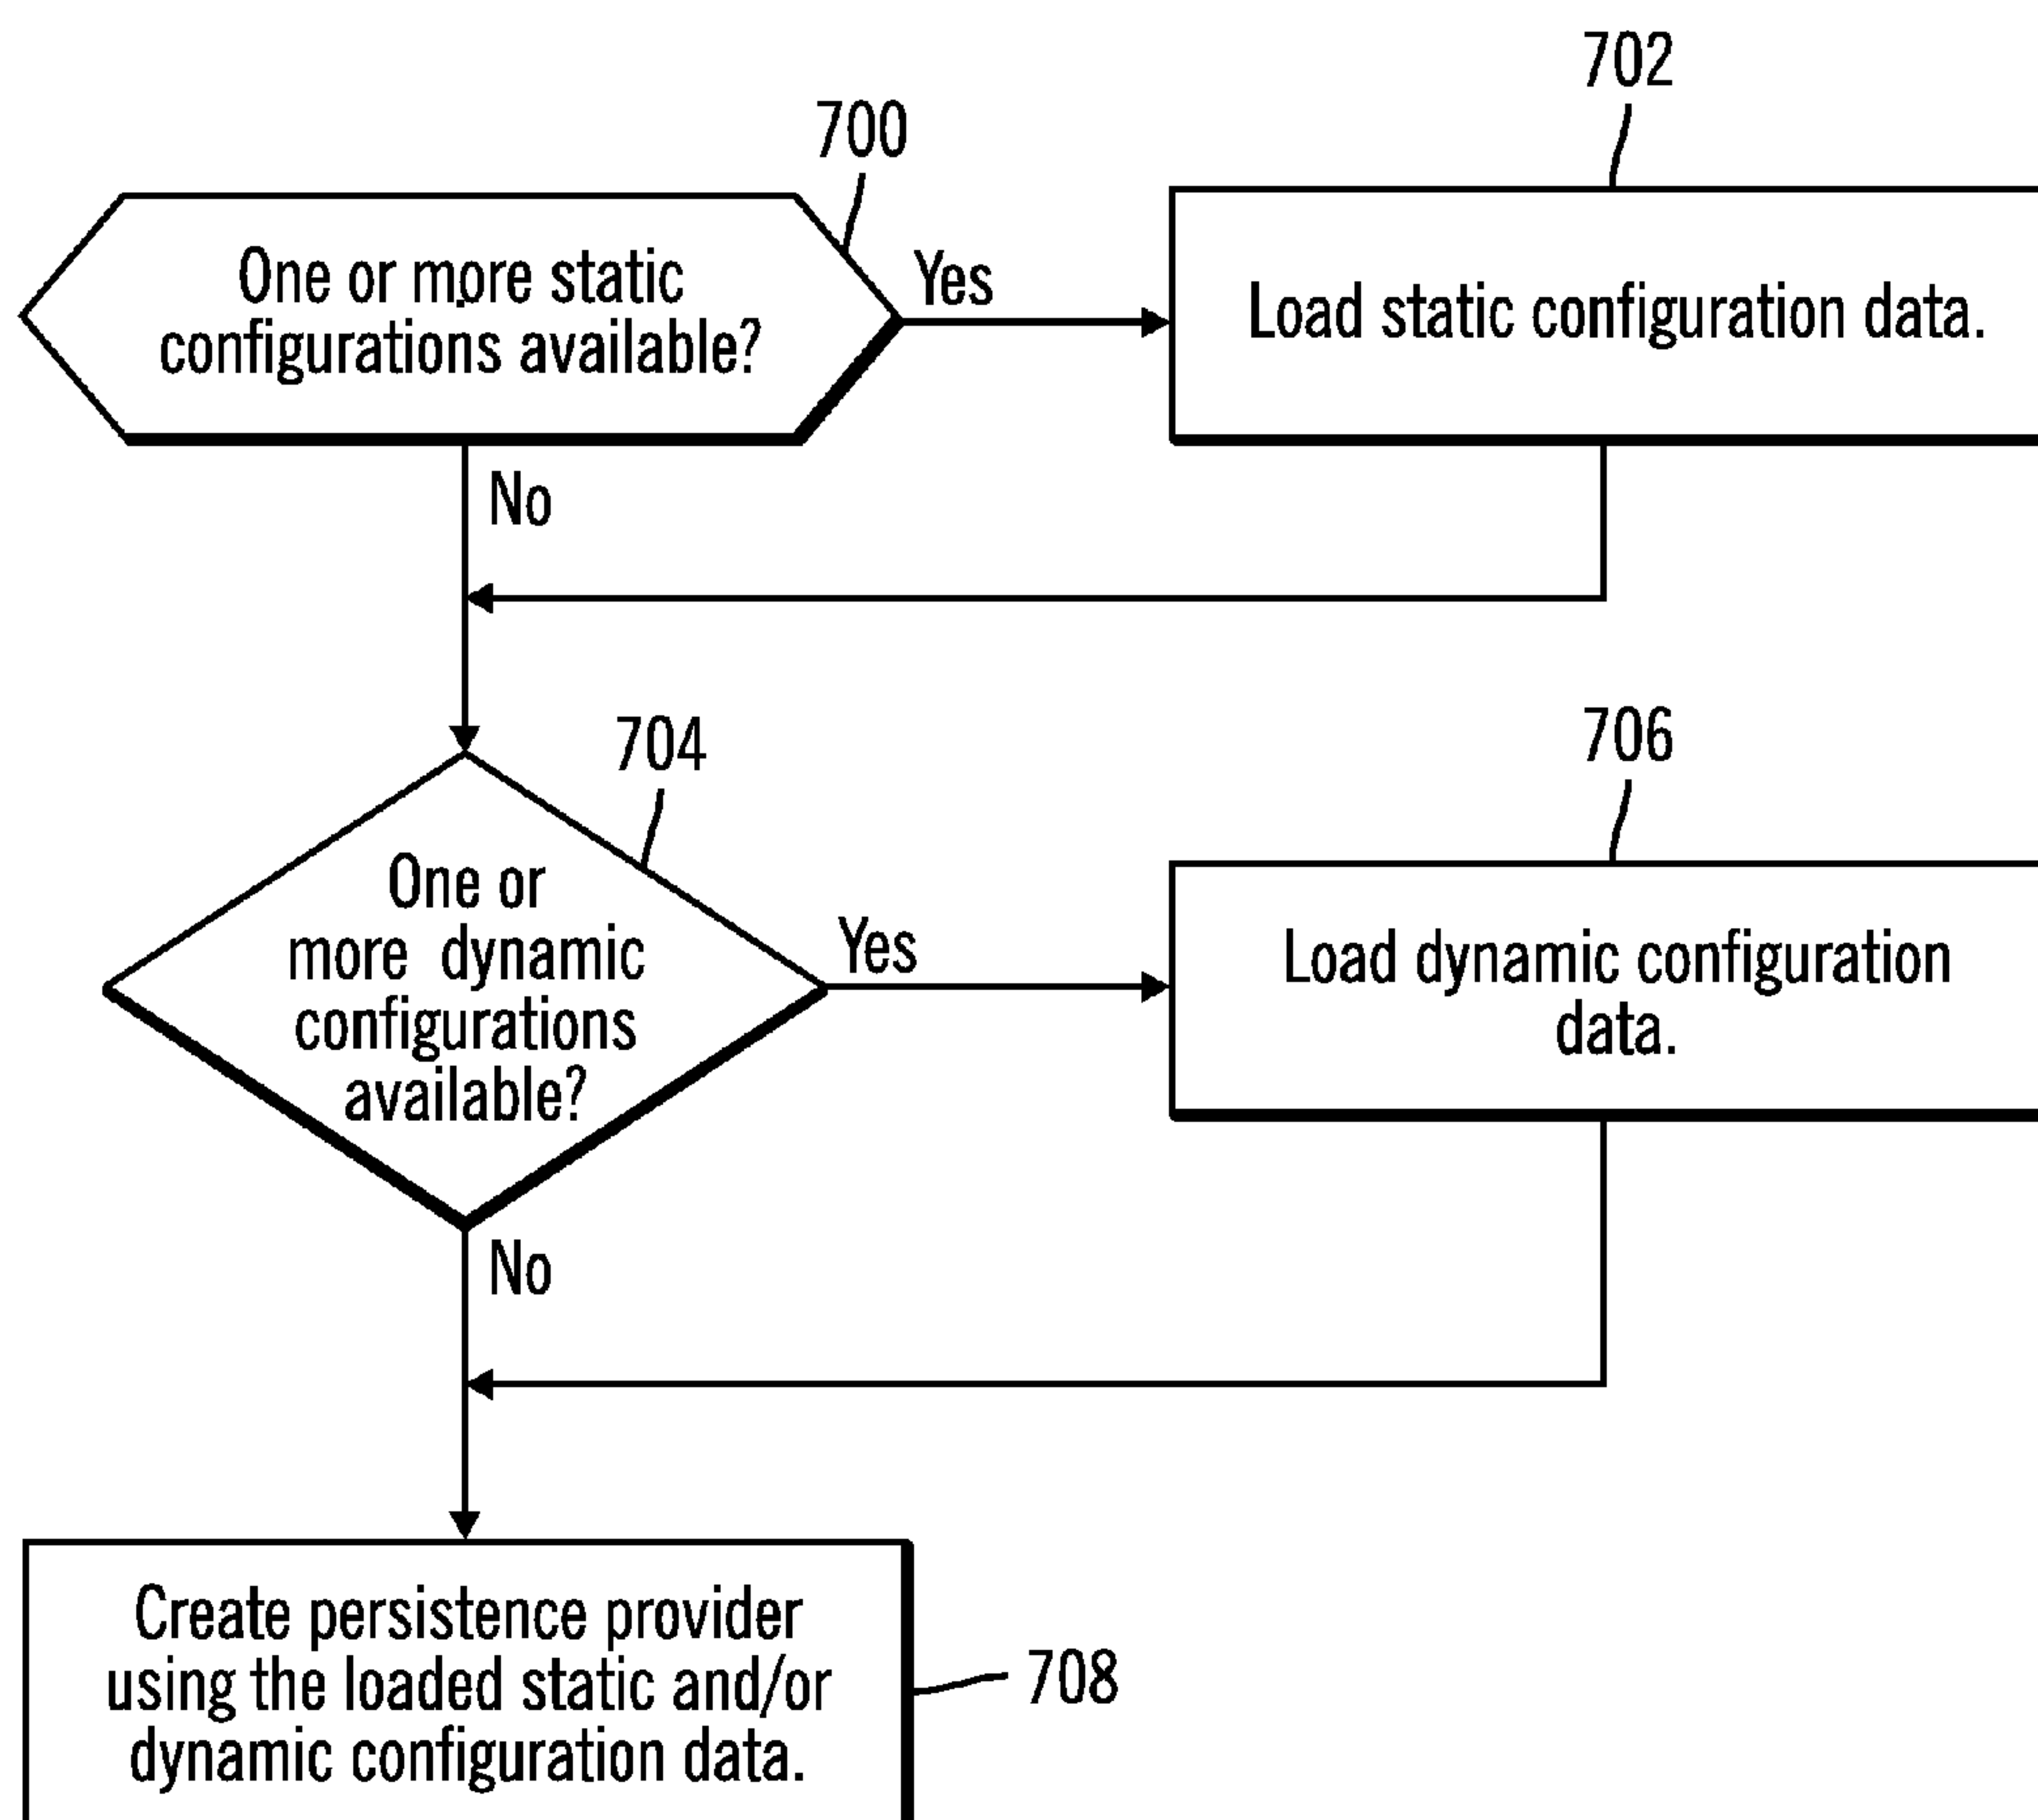 702
700
One or more static
configurations available?
Yes
Load static configuration data.
No
704
706
One or
more dynamic
configurations
available?
Yes
Load dynamic configuration
data.
No
Create persistence provider
using the loaded static and/or
dynamic configuration data.
708